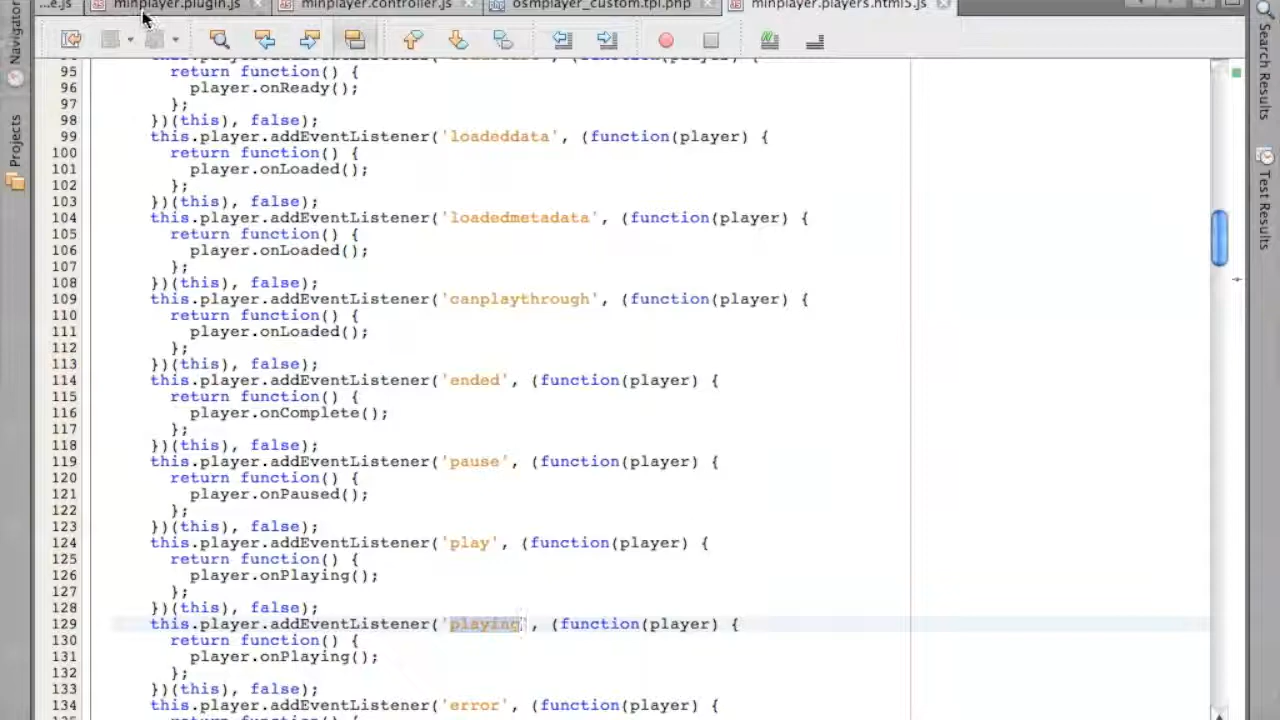 ...e.js minplayer.plugin.js minplayer.controller.js osmplayer_custom.tpl.php minplayer.players.html5.js
Navigator
Projects
Search Results
Test Results
95 return function() {
96 player.onReady();
97 };
98 })(this), false);
99 this.player.addEventListener('loadeddata', (function(player) {
100 return function() {
101 player.onLoaded();
102 };
103 })(this), false);
104 this.player.addEventListener('loadedmetadata', (function(player) {
105 return function() {
106 player.onLoaded();
107 };
108 })(this), false);
109 this.player.addEventListener('canplaythrough', (function(player) {
110 return function() {
111 player.onLoaded();
112 };
113 })(this), false);
114 this.player.addEventListener('ended', (function(player) {
115 return function() {
116 player.onComplete();
117 };
118 })(this), false);
119 this.player.addEventListener('pause', (function(player) {
120 return function() {
121 player.onPaused();
122 };
123 })(this), false);
124 this.player.addEventListener('play', (function(player) {
125 return function() {
126 player.onPlaying();
127 };
128 })(this), false);
129 this.player.addEventListener('playing', (function(player) {
130 return function() {
131 player.onPlaying();
132 };
133 })(this), false);
134 this.player.addEventListener('error', (function(player) {